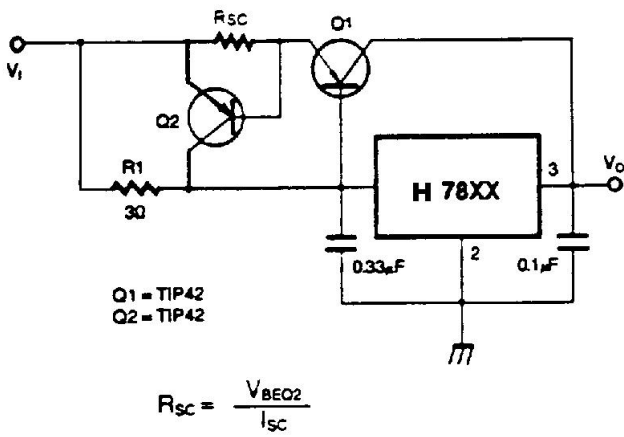 RSC
Q1
VI
Q2
R1
3Ω
H 78XX
3
VO
2
0.33µF
0.1µF
Q1 = TIP42
Q2 = TIP42
RSC = VBEQ2 / ISC